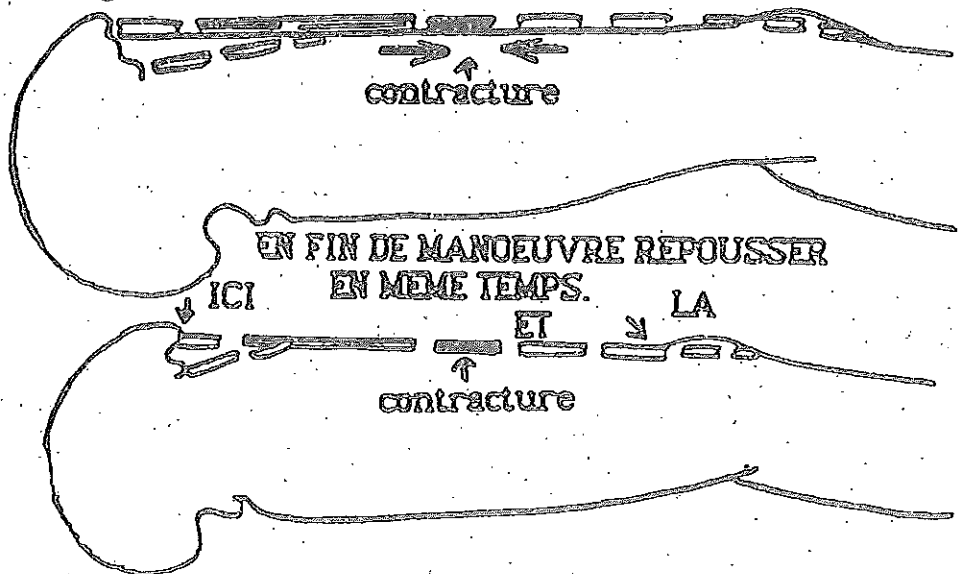 contracture
EN FIN DE MANOEUVRE REPOUSSER
EN MEME TEMPS.
ICI
ET
LA
contracture